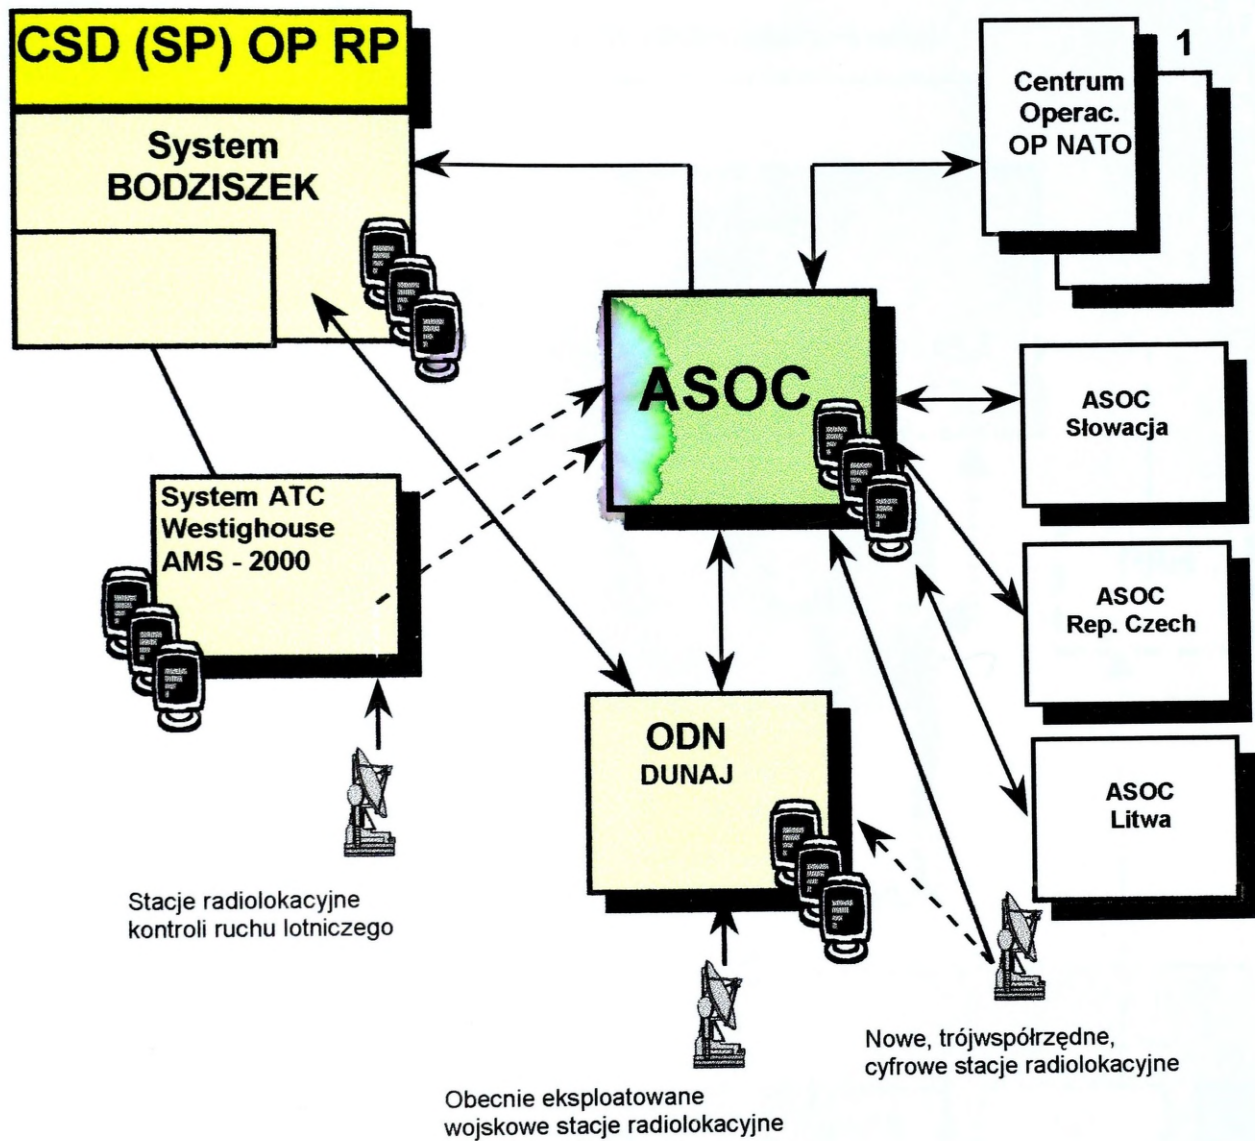 CSD (SP) OP RP
System
BODZISZEK
1
Centrum
Operac.
OP NATO
ASOC
ASOC
Słowacja
System ATC
Westighouse
AMS - 2000
ASOC
Rep. Czech
ODN
DUNAJ
ASOC
Litwa
Stacje radiolokacyjne
kontroli ruchu lotniczego
Nowe, trójwspółrzędne,
cyfrowe stacje radiolokacyjne
Obecnie eksploatowane
wojskowe stacje radiolokacyjne